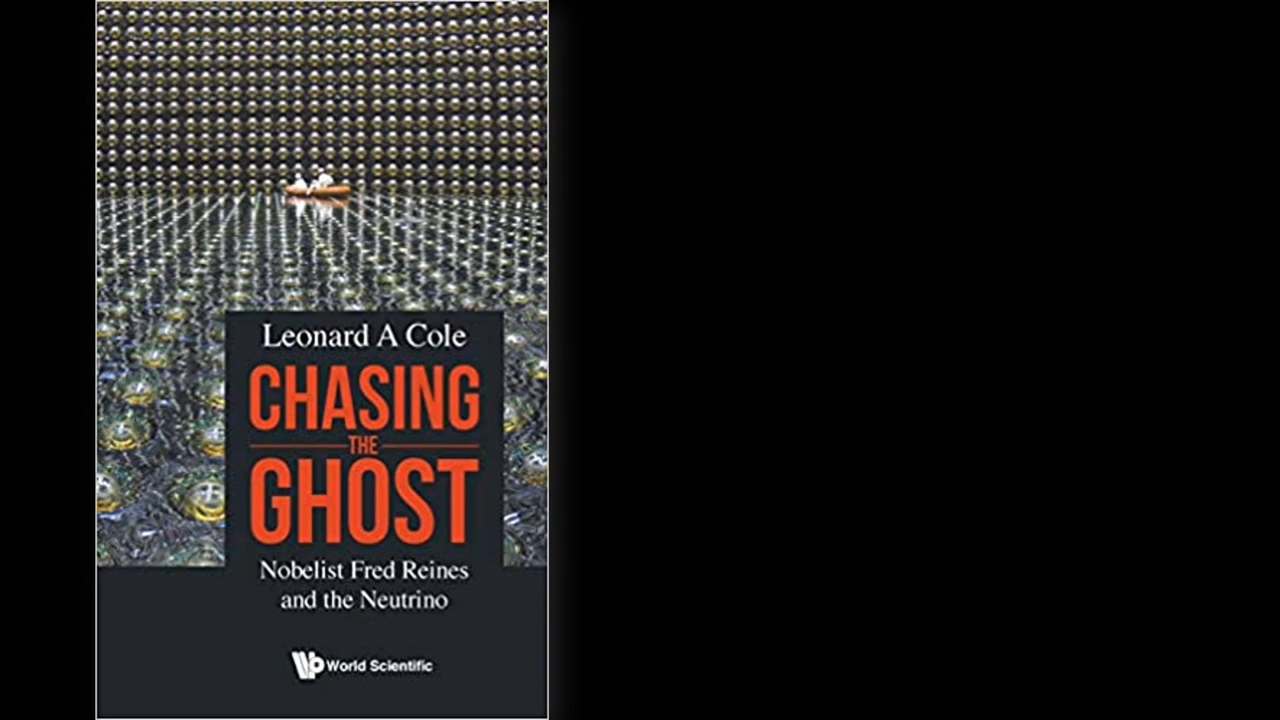 Leonard A Cole
CHASING
THE
GHOST
Nobelist Fred Reines
and the Neutrino
World Scientific